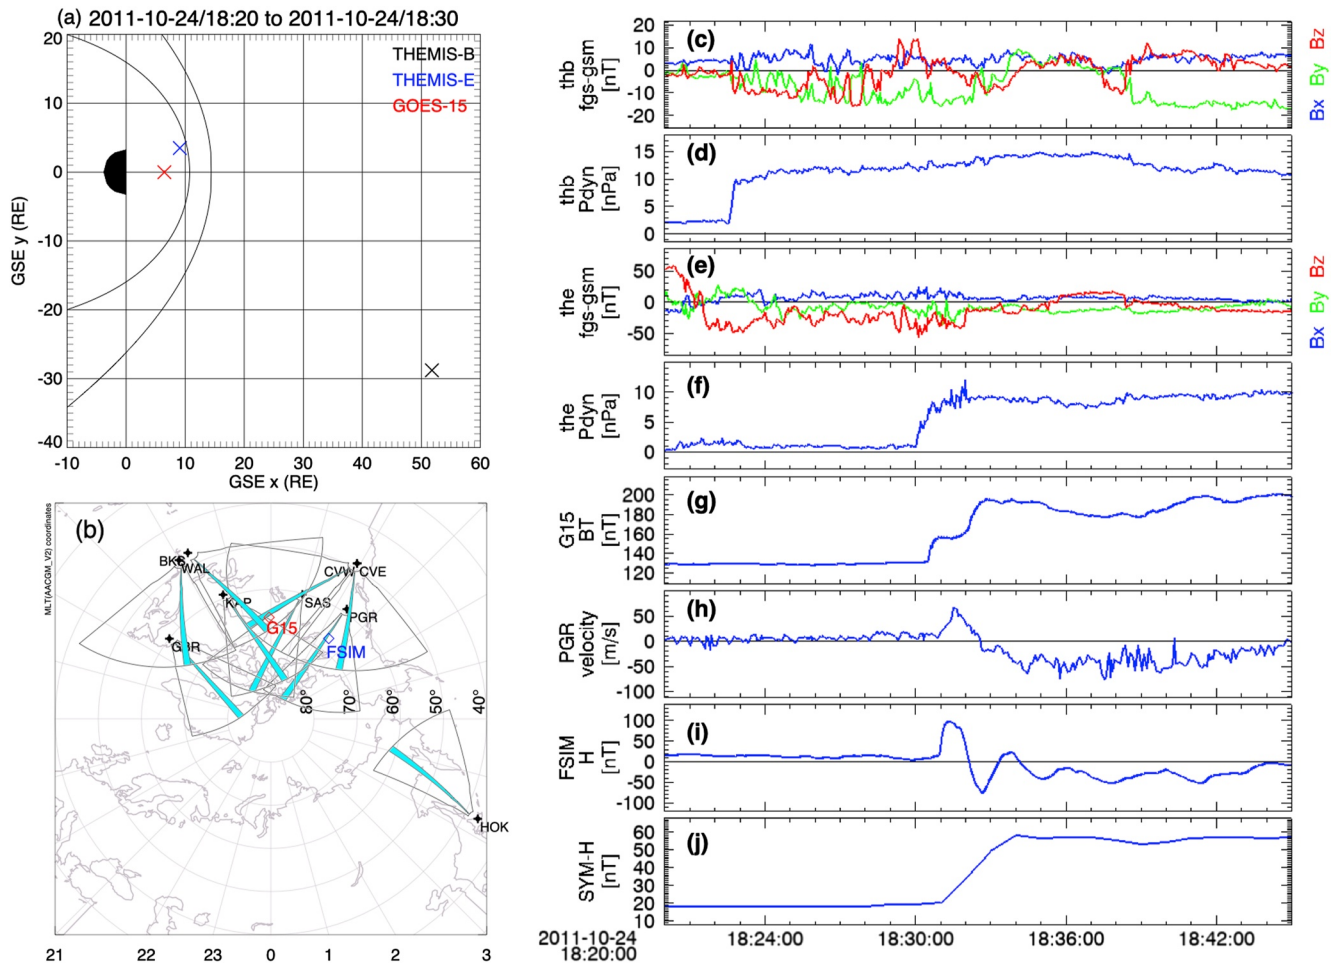 (a) 2011-10-24/18:20 to 2011-10-24/18:30
20
10
0
-10
-20
-30
-40
GSE y (RE)
-10 0 10 20 30 40 50 60
GSE x (RE)
THEMIS-B
THEMIS-E
GOES-15
(b)
MLT(AACGM_V2) coordinates
BKS
WAL
CVW CVE
KAP
SAS
PGR
G15
GBR
FSIM
80° 70° 60° 50° 40°
HOK
21 22 23 0 1 2 3
(c)
thb
fgs-gsm
[nT]
20
10
0
-10
-20
Bz
By
Bx
(d)
thb
Pdyn
[nPa]
15
10
5
0
(e)
the
fgs-gsm
[nT]
50
0
-50
Bz
By
Bx
(f)
the
Pdyn
[nPa]
10
5
0
(g)
G15
BT
[nT]
200
180
160
140
120
(h)
PGR
velocity
[m/s]
50
0
-50
-100
(i)
FSIM
H
[nT]
100
50
0
-50
-100
(j)
SYM-H
[nT]
60
50
40
30
20
10
2011-10-24
18:20:00
18:24:00 18:30:00 18:36:00 18:42:00